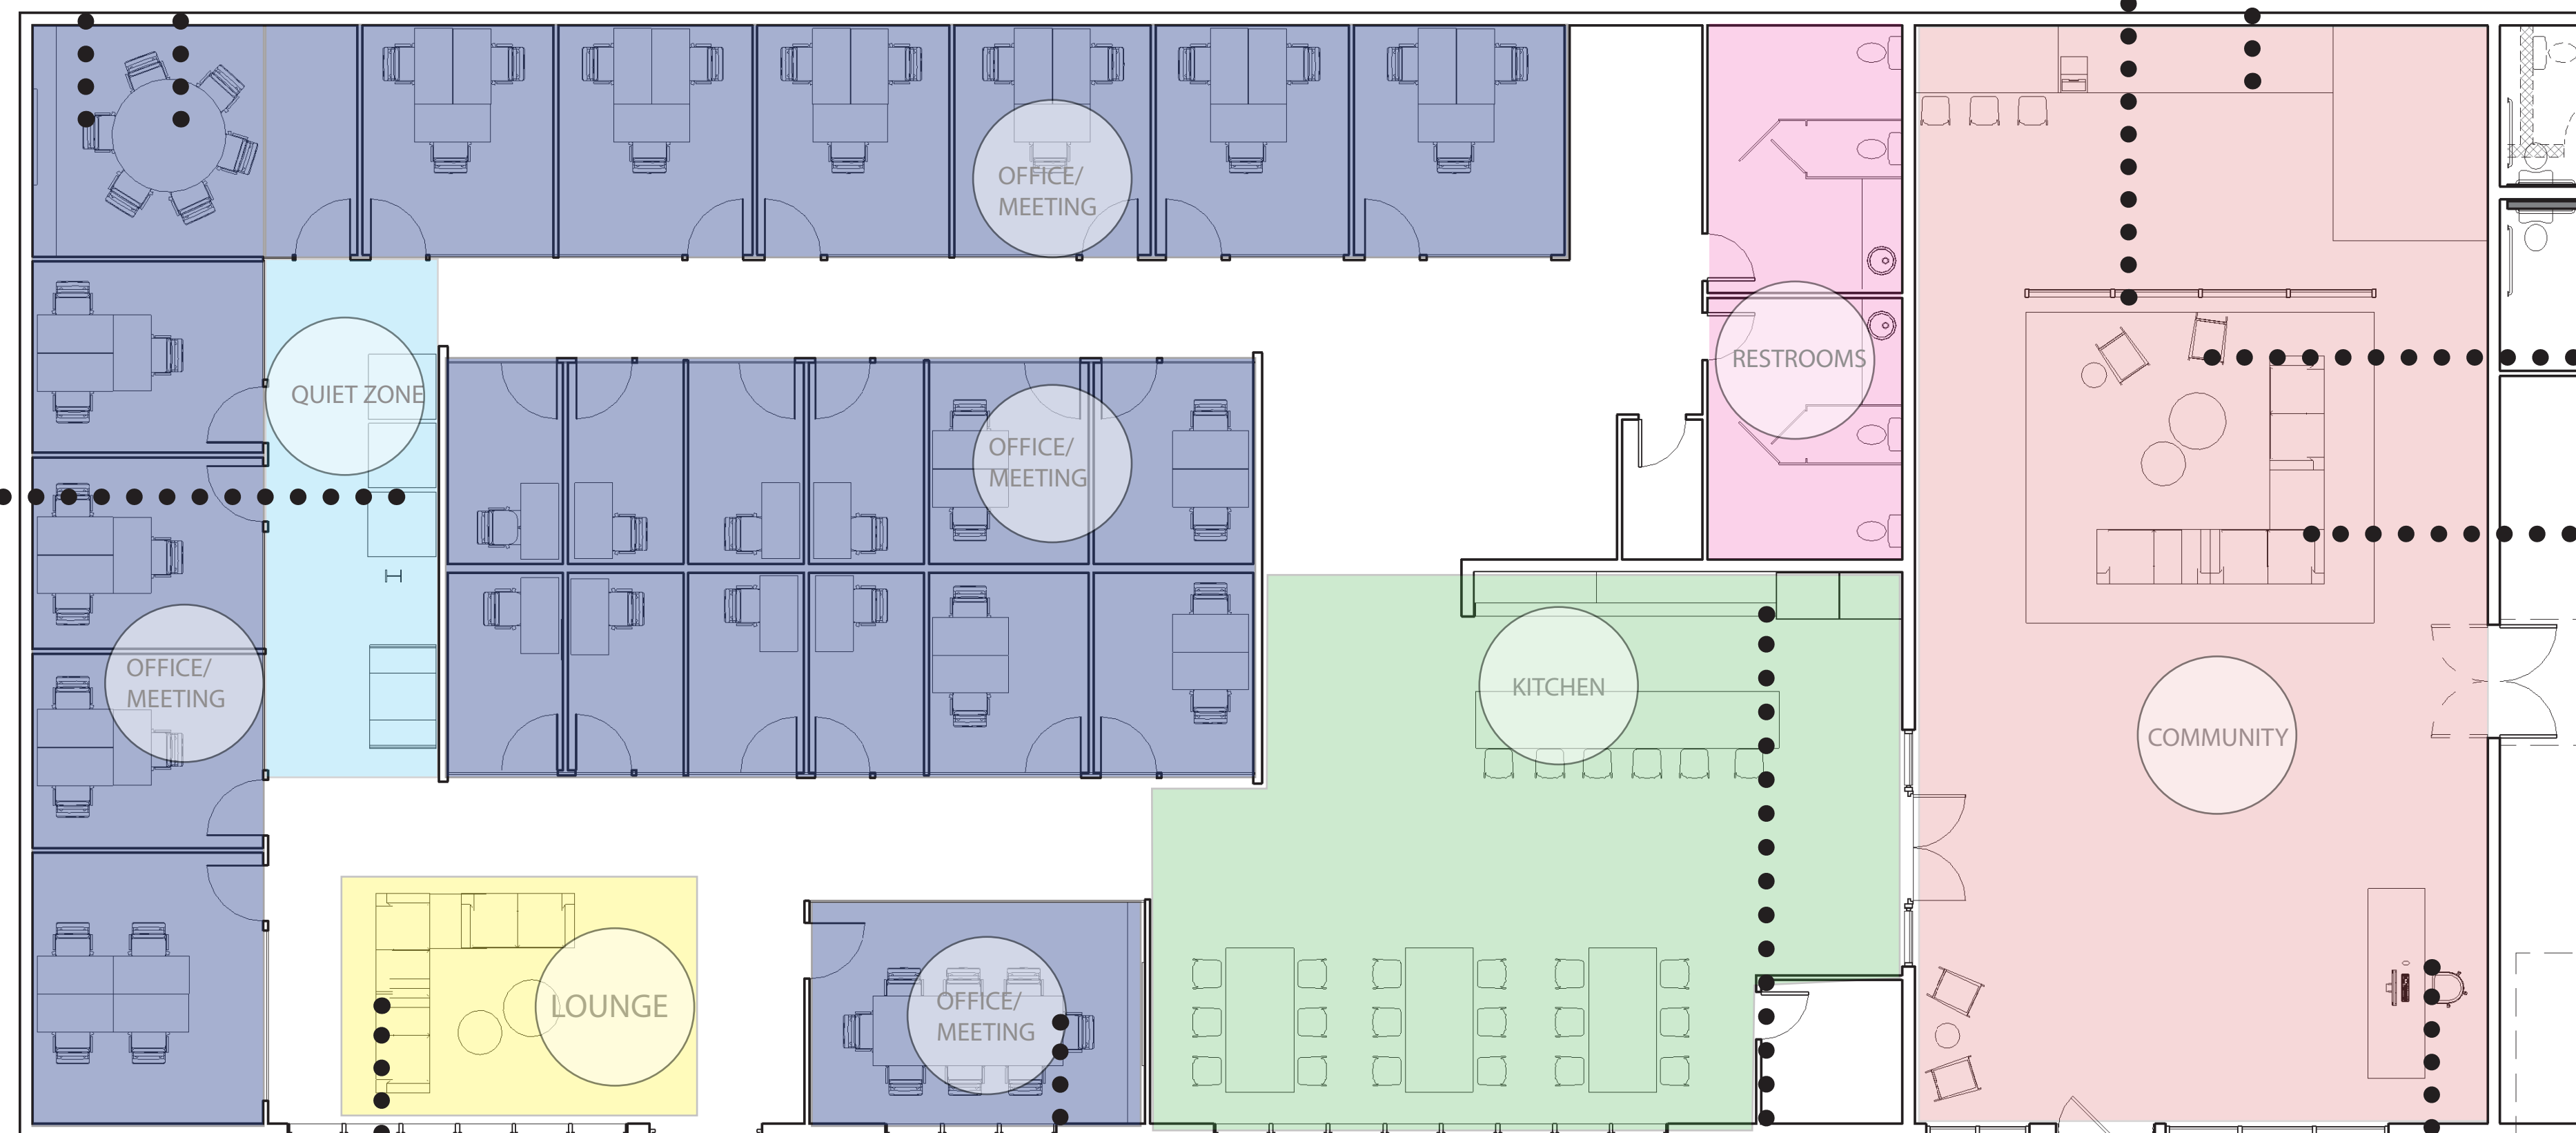 OFFICE/
MEETING
RESTROOMS
QUIET ZONE
OFFICE/
MEETING
OFFICE/
MEETING
KITCHEN
COMMUNITY
LOUNGE
OFFICE/
MEETING